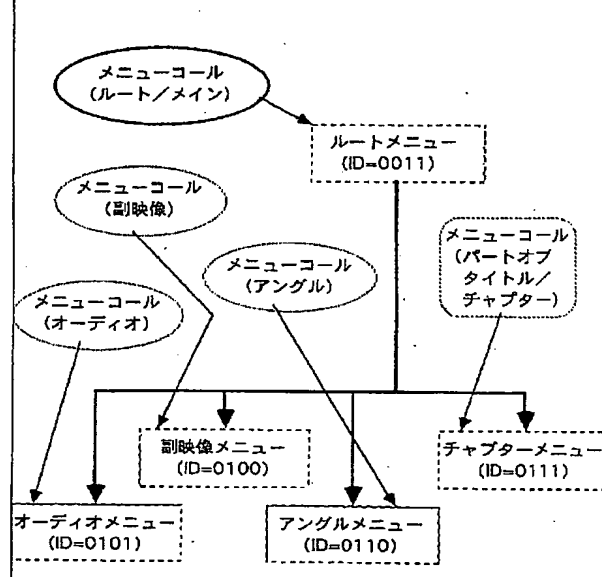 メニューコール
(ルート/メイン)
ルートメニュー
(ID=0011)
メニューコール
(副映像)
メニューコール
(パートオブ
タイトル/
チャプター)
メニューコール
(アングル)
メニューコール
(オーディオ)
副映像メニュー
(ID=0100)
チャプターメニュー
(ID=0111)
オーディオメニュー
(ID=0101)
アングルメニュー
(ID=0110)